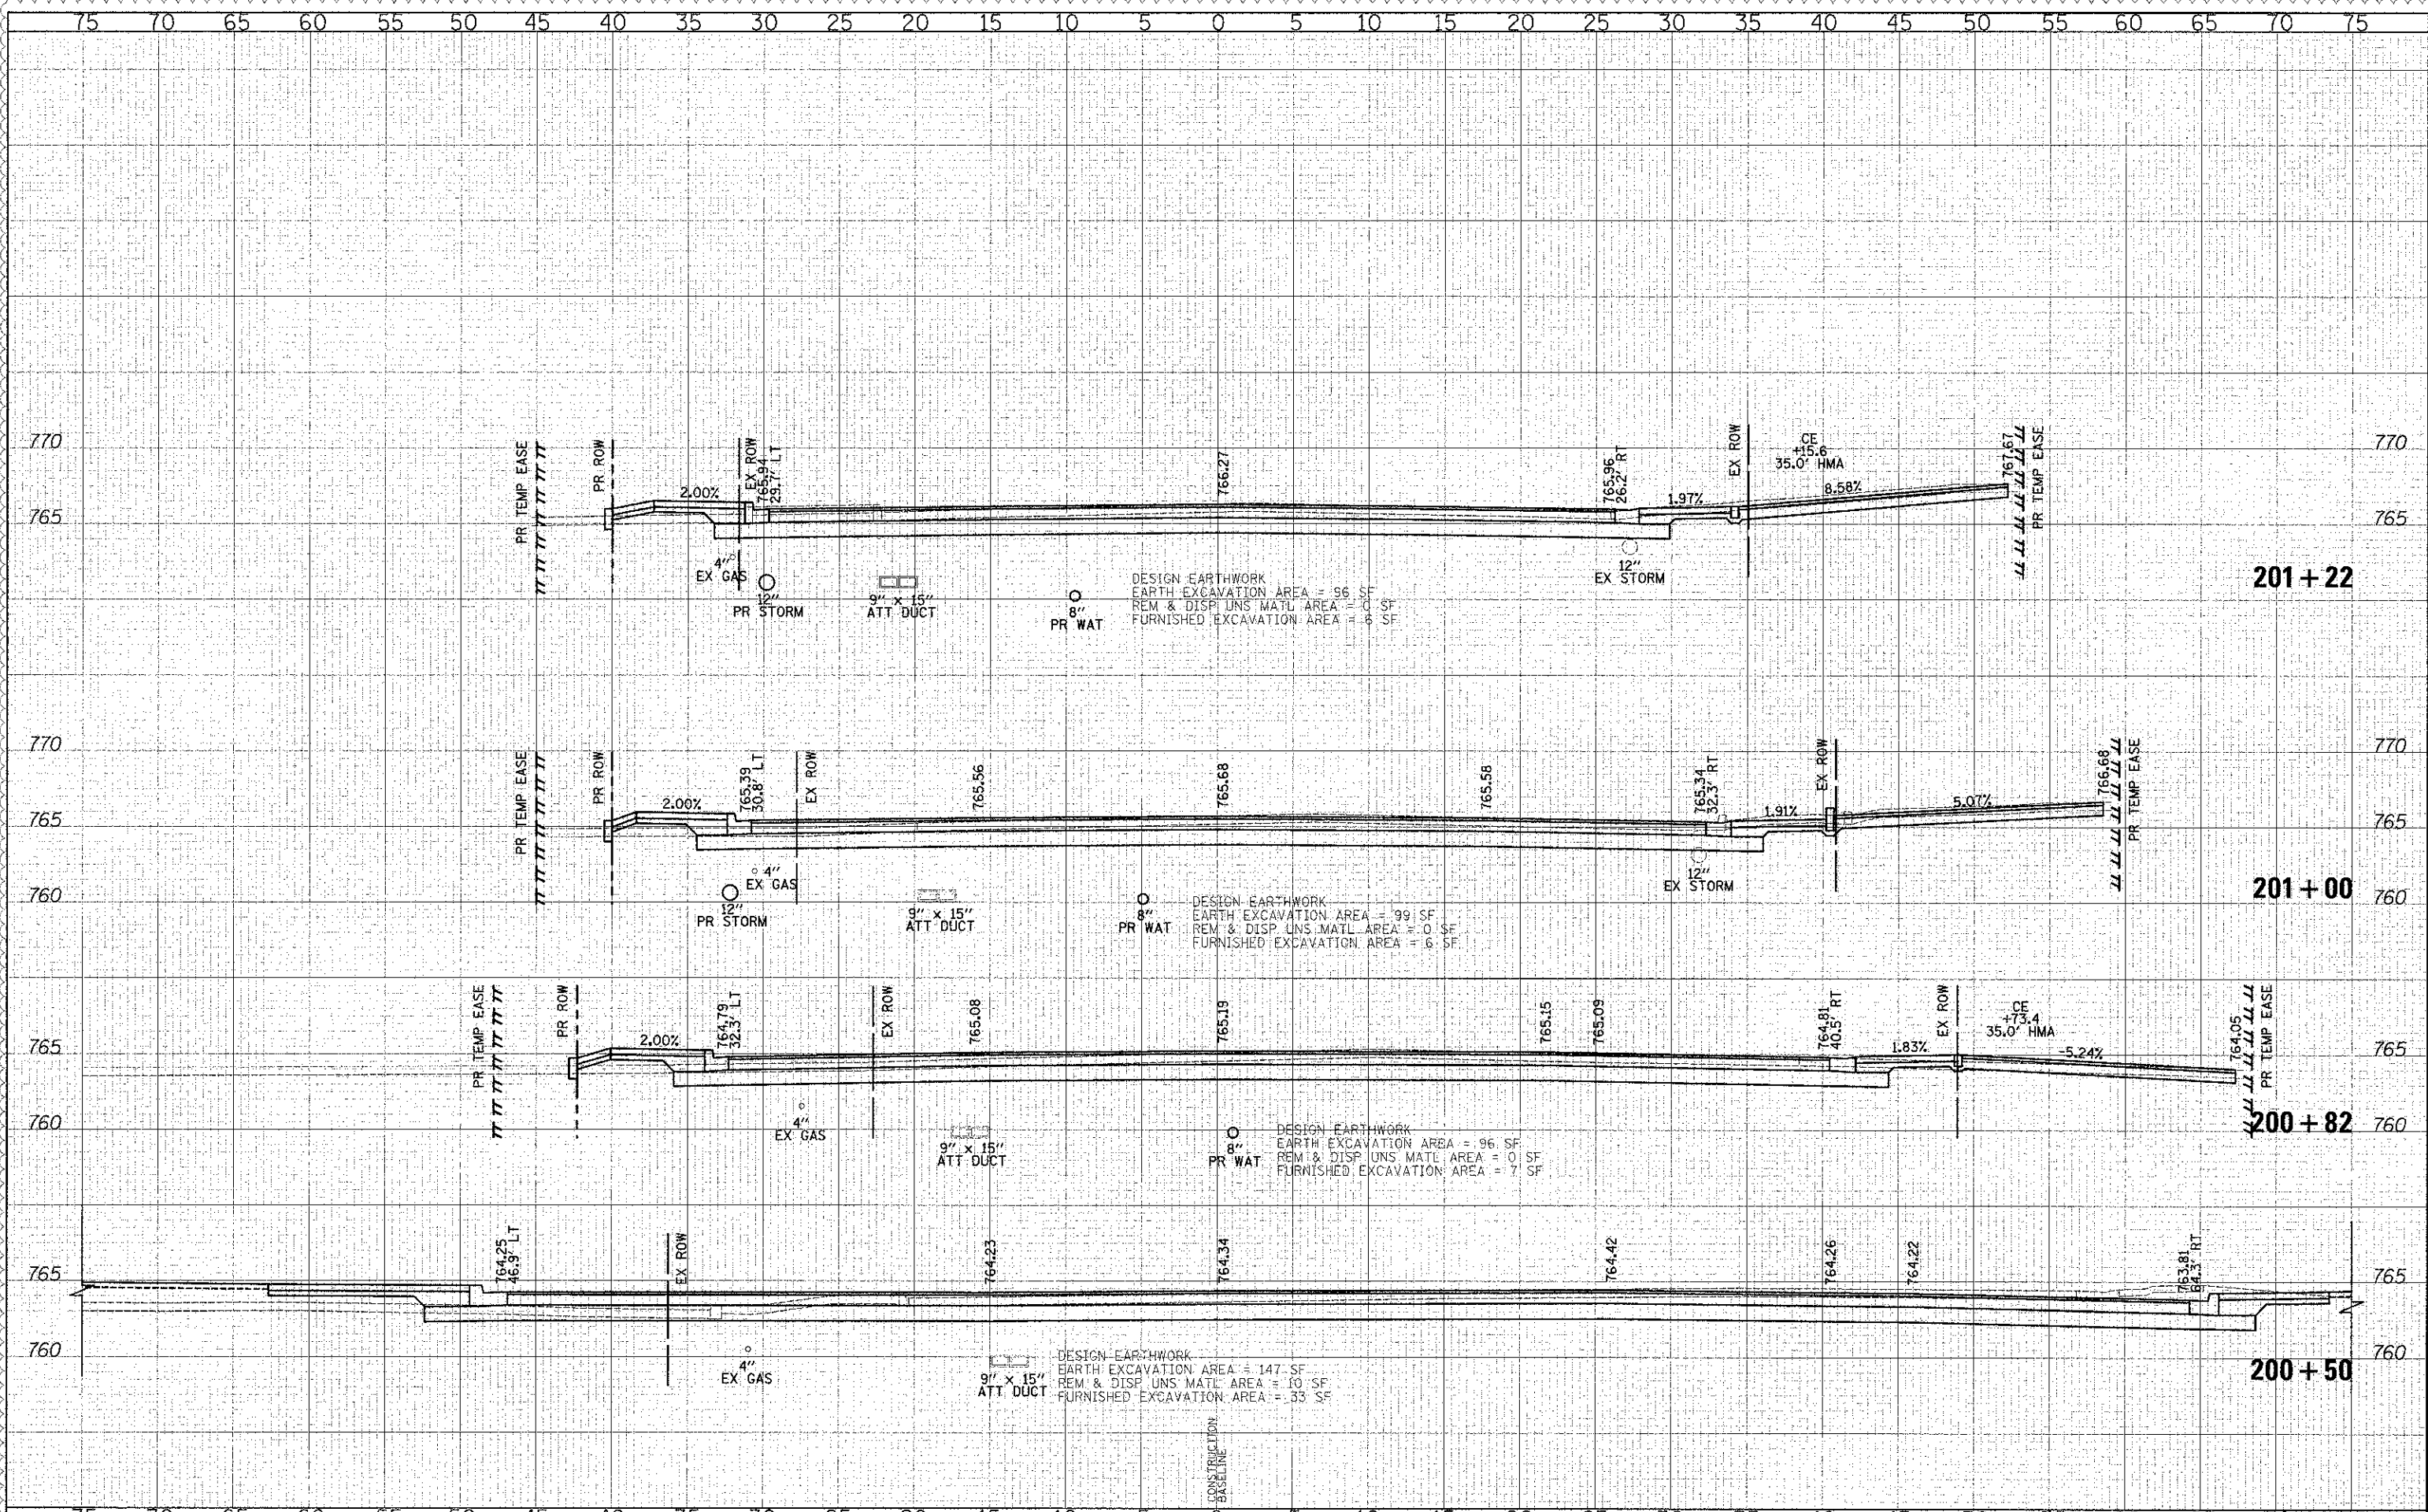 75 70 65 60 55 50 45 40 35 30 25 20 15 10 5 0 5 10 15 20 25 30 35 40 45 50 55 60 65 70 75
770
PR TEMP EASE
PR ROW
2.00%
EX ROW
765.94
29.7' LT
766.27
765.96
26.2' RT
1.97%
EX ROW
CE
+15.6
35.0' HMA
8.58%
767.67
PR TEMP EASE
770
765
765
4"
EX GAS
12"
PR STORM
9" x 15"
ATT DUCT
8"
PR WAT
DESIGN EARTHWORK
EARTH EXCAVATION AREA = 96 SF
REM & DISP UNS MATL AREA = 0 SF
FURNISHED EXCAVATION AREA = 6 SF
12"
EX STORM
201+22
770
PR TEMP EASE
PR ROW
2.00%
765.39
30.8' LT
EX ROW
765.56
765.68
765.58
765.34
32.3' RT
1.91%
EX ROW
5.07%
766.68
PR TEMP EASE
770
765
765
4"
EX GAS
12"
PR STORM
9" x 15"
ATT DUCT
8"
PR WAT
DESIGN EARTHWORK
EARTH EXCAVATION AREA = 99 SF
REM & DISP UNS MATL AREA = 0 SF
FURNISHED EXCAVATION AREA = 6 SF
12"
EX STORM
201+00
760
760
PR TEMP EASE
PR ROW
2.00%
764.79
32.3' LT
EX ROW
765.08
765.19
765.15
765.09
764.81
40.5' RT
1.83%
EX ROW
CE
+73.4
35.0' HMA
-5.24%
764.05
PR TEMP EASE
765
765
4"
EX GAS
9" x 15"
ATT DUCT
8"
PR WAT
DESIGN EARTHWORK
EARTH EXCAVATION AREA = 96 SF
REM & DISP UNS MATL AREA = 0 SF
FURNISHED EXCAVATION AREA = 7 SF
200+82
760
760
764.25
46.9' LT
EX ROW
764.23
764.34
764.42
764.26
764.22
763.81
64.3' RT
765
765
760
760
4"
EX GAS
9" x 15"
ATT DUCT
DESIGN EARTHWORK
EARTH EXCAVATION AREA = 147 SF
REM & DISP UNS MATL AREA = 10 SF
FURNISHED EXCAVATION AREA = 33 SF
200+50
CONSTRUCTION
BASELINE